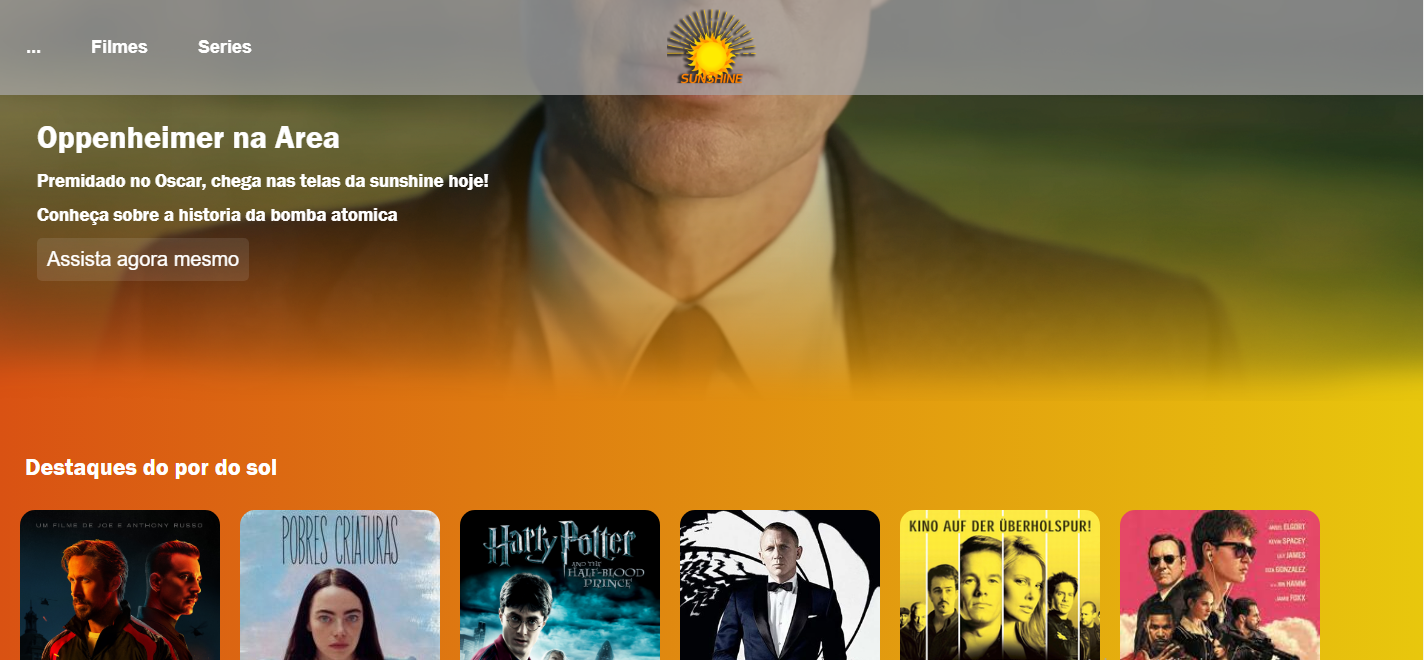 ...
Filmes
Series
SUNSHINE
Oppenheimer na Area
Premidado no Oscar, chega nas telas da sunshine hoje!
Conheça sobre a historia da bomba atomica
Assista agora mesmo
Destaques do por do sol
UM FILME DE JOE E ANTHONY RUSSO
POBRES CRIATURAS
Harry Potter
AND THE
HALF-BLOOD
PRINCE
KINO AUF DER ÜBERHOLSPUR!
ANSEL ELGORT
KEVIN SPACEY
LILY JAMES
EIZA GONZALEZ
JON HAMM
JAMIE FOXX